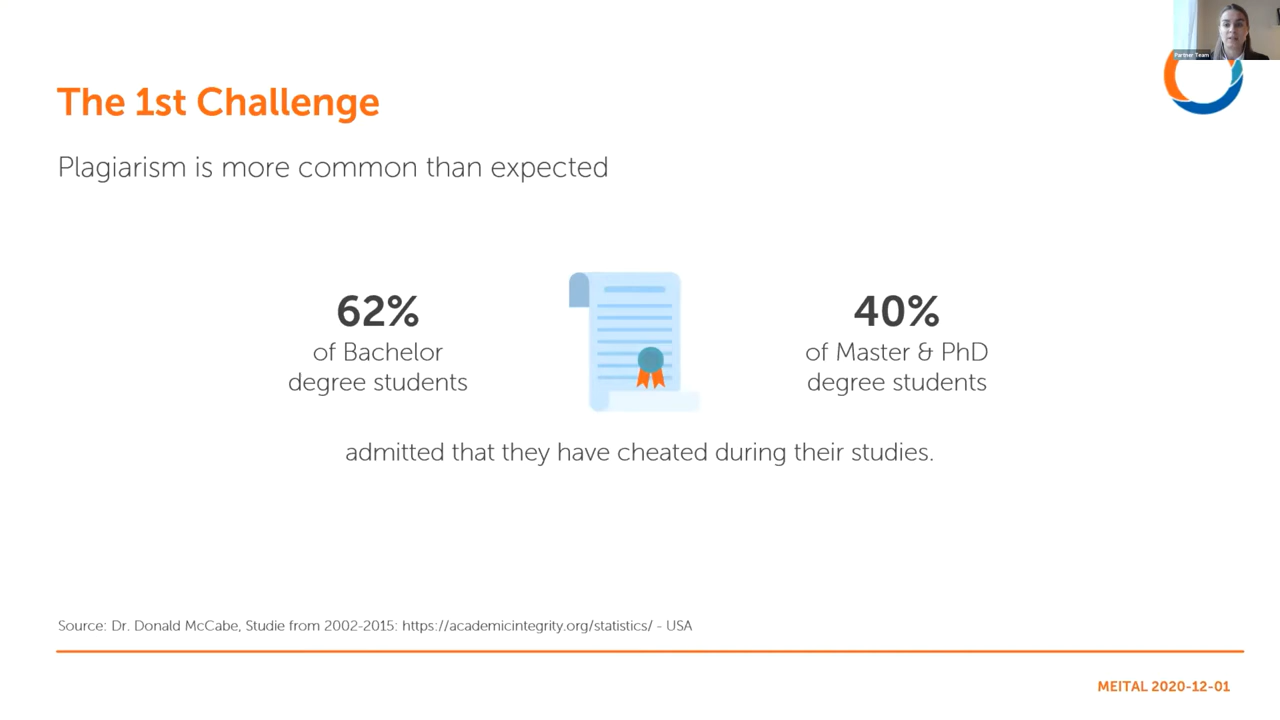 Partner Team
The 1st Challenge
Plagiarism is more common than expected
62%
of Bachelor
degree students
40%
of Master & PhD
degree students
admitted that they have cheated during their studies.
Source: Dr. Donald McCabe, Studie from 2002-2015: https://academicintegrity.org/statistics/ - USA
MEITAL 2020-12-01